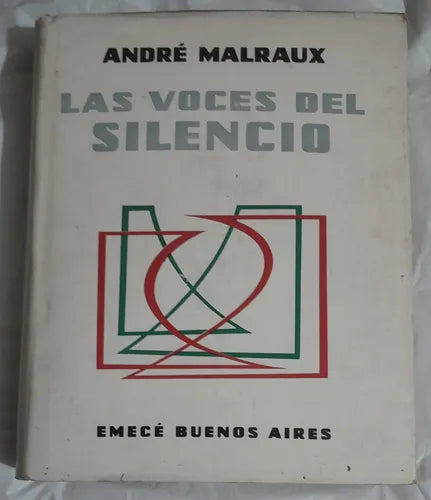 ANDRÉ MALRAUX
LAS VOCES DEL
SILENCIO
EMECÉ BUENOS AIRES